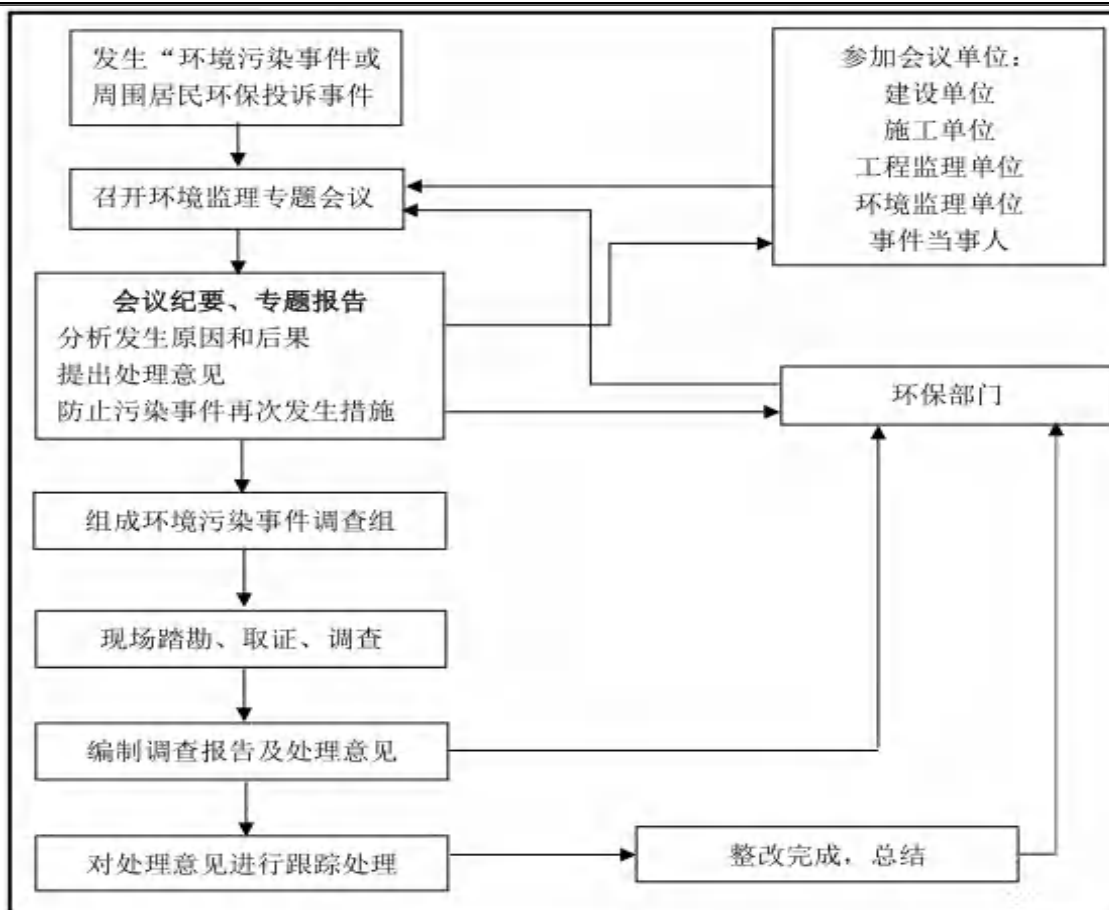 发生“环境污染事件或
周围居民环保投诉事件
参加会议单位：
建设单位
施工单位
工程监理单位
环境监理单位
事件当事人
召开环境监理专题会议
会议纪要、专题报告
分析发生原因和后果
提出处理意见
防止污染事件再次发生措施
环保部门
组成环境污染事件调查组
现场踏勘、取证、调查
编制调查报告及处理意见
对处理意见进行跟踪处理
整改完成，总结